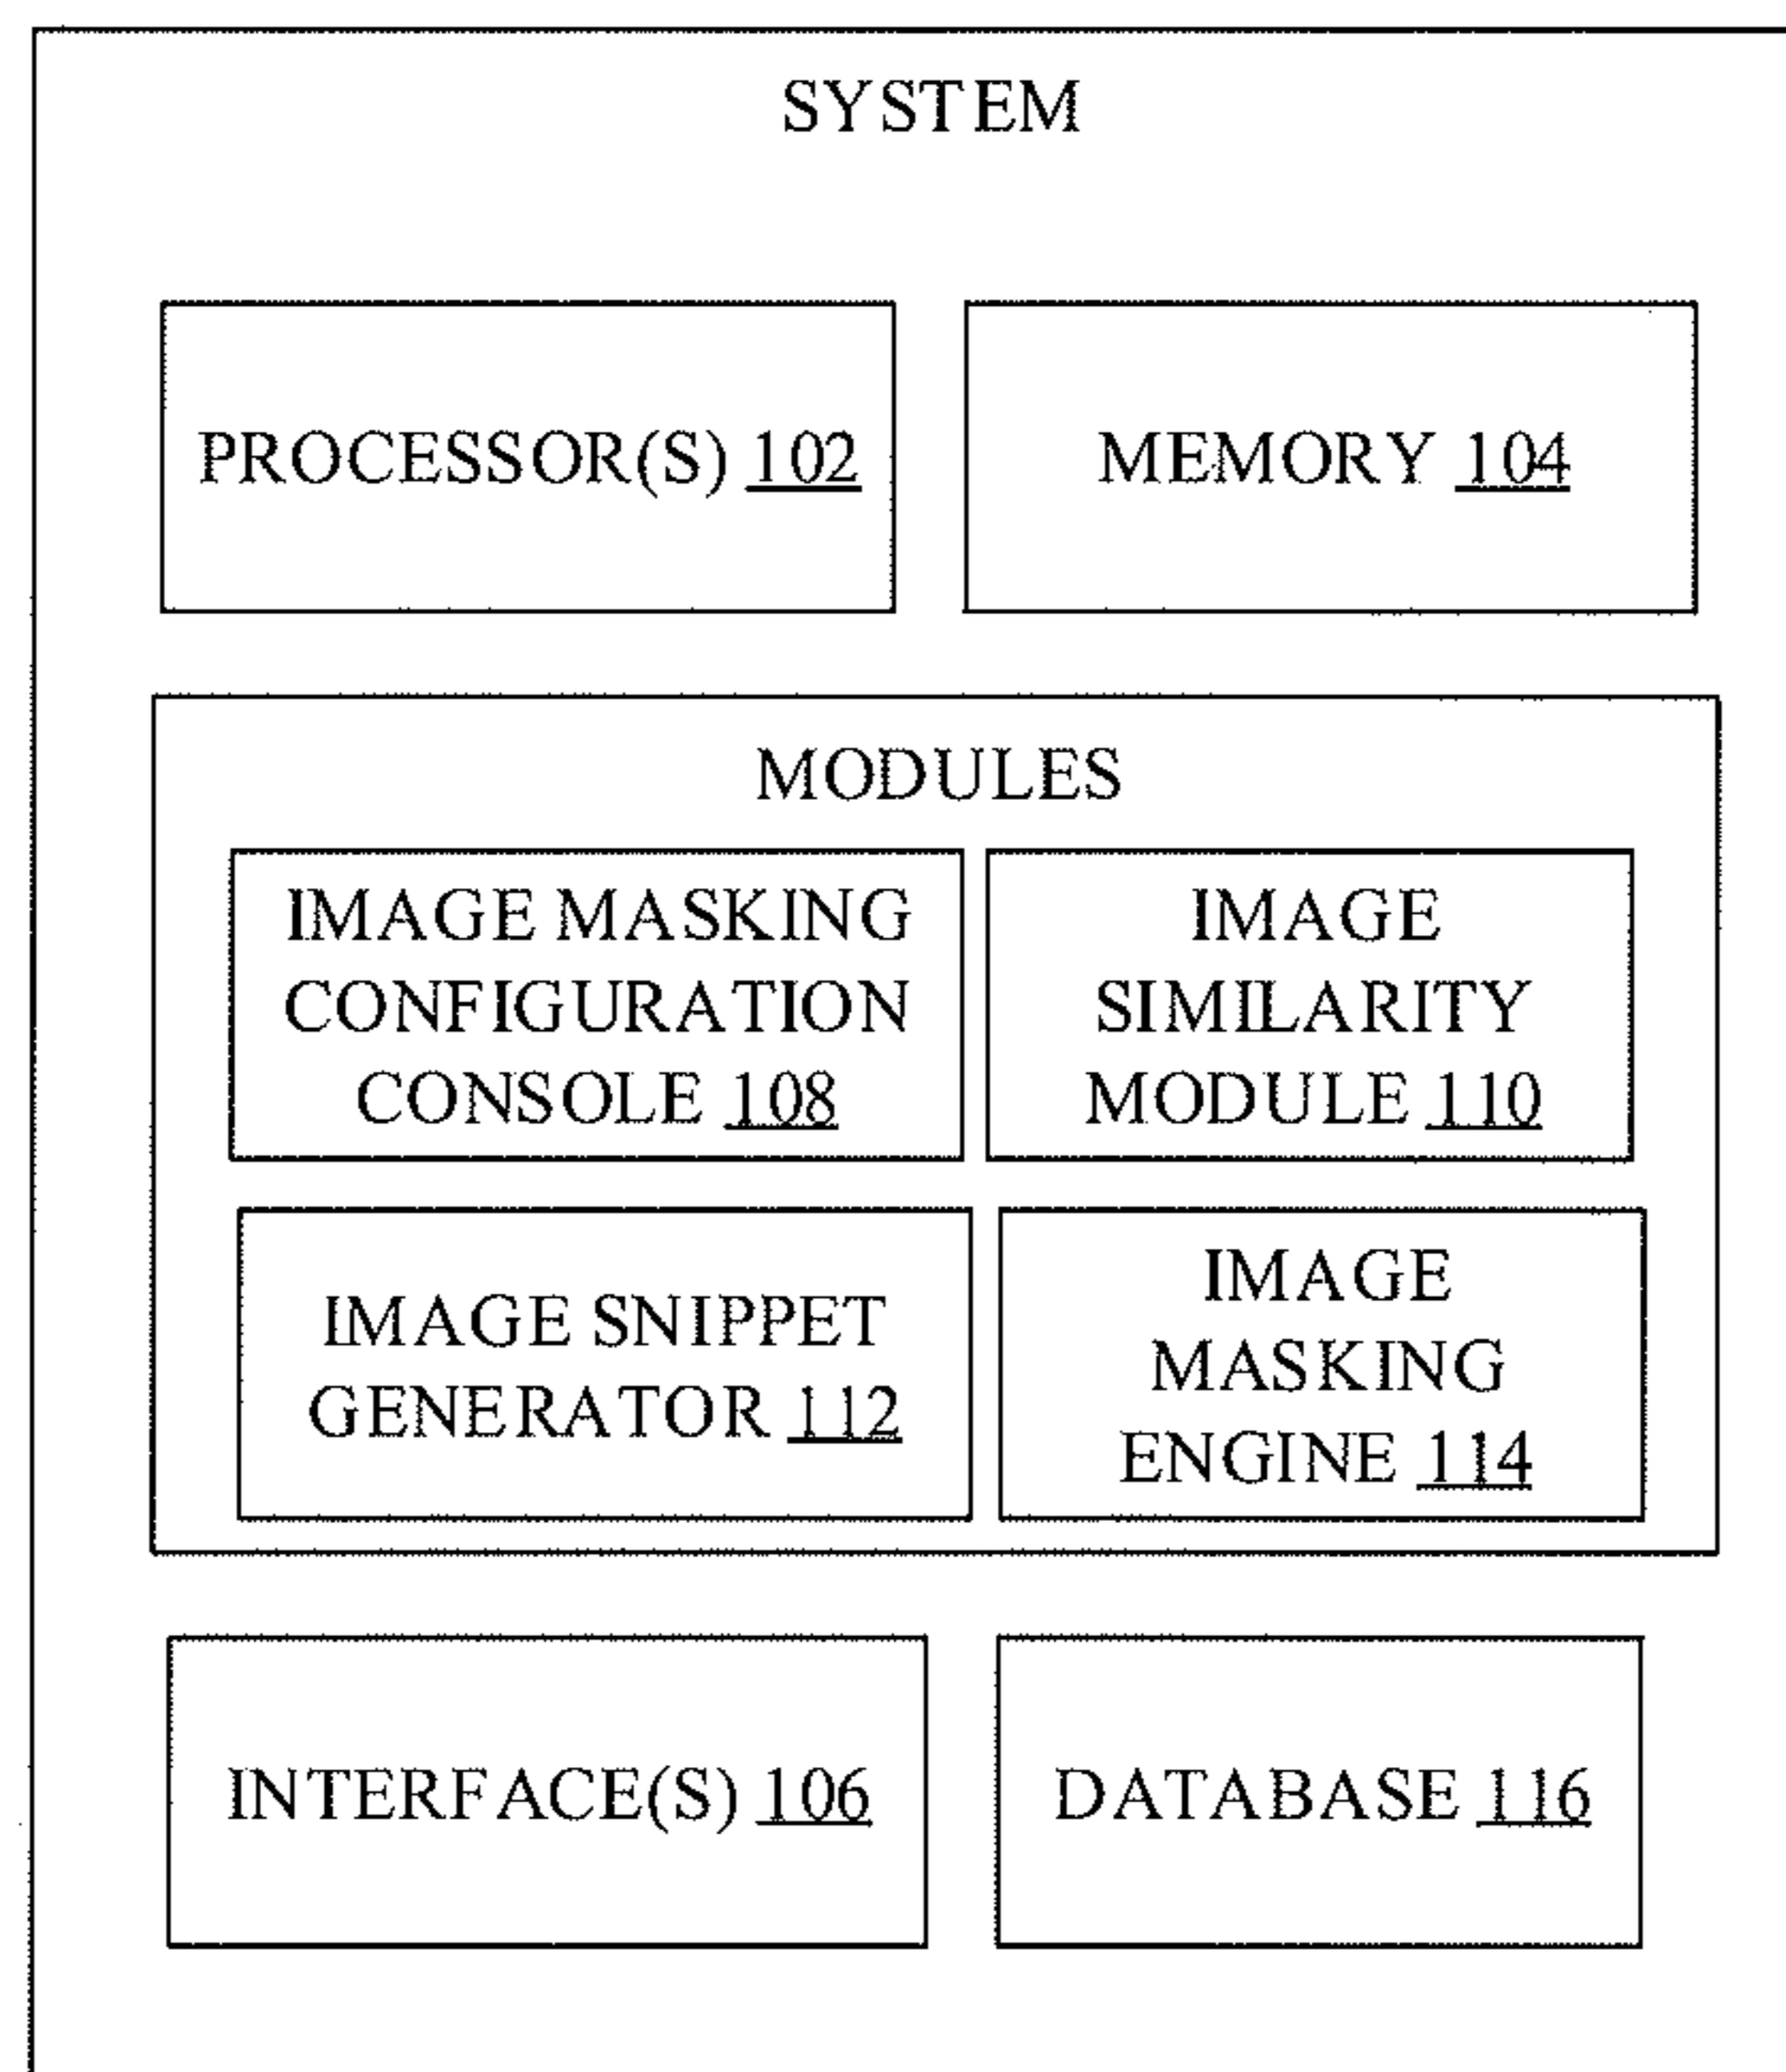 SYSTEM
PROCESSOR(S) 102
MEMORY 104
MODULES
IMAGE MASKING
CONFIGURATION
CONSOLE 108
IMAGE
SIMILARITY
MODULE 110
IMAGE SNIPPET
GENERATOR 112
IMAGE
MASKING
ENGINE 114
INTERFACE(S) 106
DATABASE 116